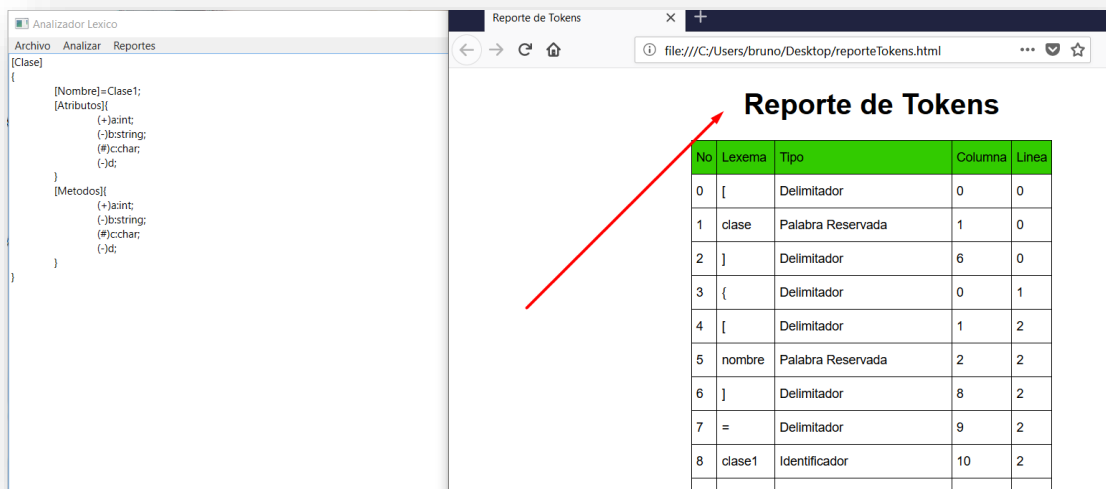 Analizador Lexico
Archivo Analizar Reportes
[Clase]
{
[Nombre]=Clase1;
[Atributos]{
(+)a:int;
(-)b:string;
(#)c:char;
(-)d;
}
[Metodos]{
(+)a:int;
(-)b:string;
(#)c:char;
(-)d;
}
}
Reporte de Tokens
file:///C:/Users/bruno/Desktop/reporteTokens.html
Reporte de Tokens
No Lexema Tipo Columna Linea
0 [ Delimitador 0 0
1 clase Palabra Reservada 1 0
2 ] Delimitador 6 0
3 { Delimitador 0 1
4 [ Delimitador 1 2
5 nombre Palabra Reservada 2 2
6 ] Delimitador 8 2
7 = Delimitador 9 2
8 clase1 Identificador 10 2